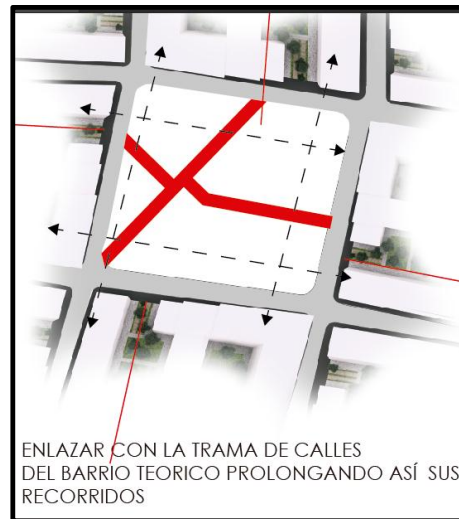 ENLAZAR CON LA TRAMA DE CALLES
DEL BARRIO TEORICO PROLONGANDO ASÍ SUS
RECORRIDOS